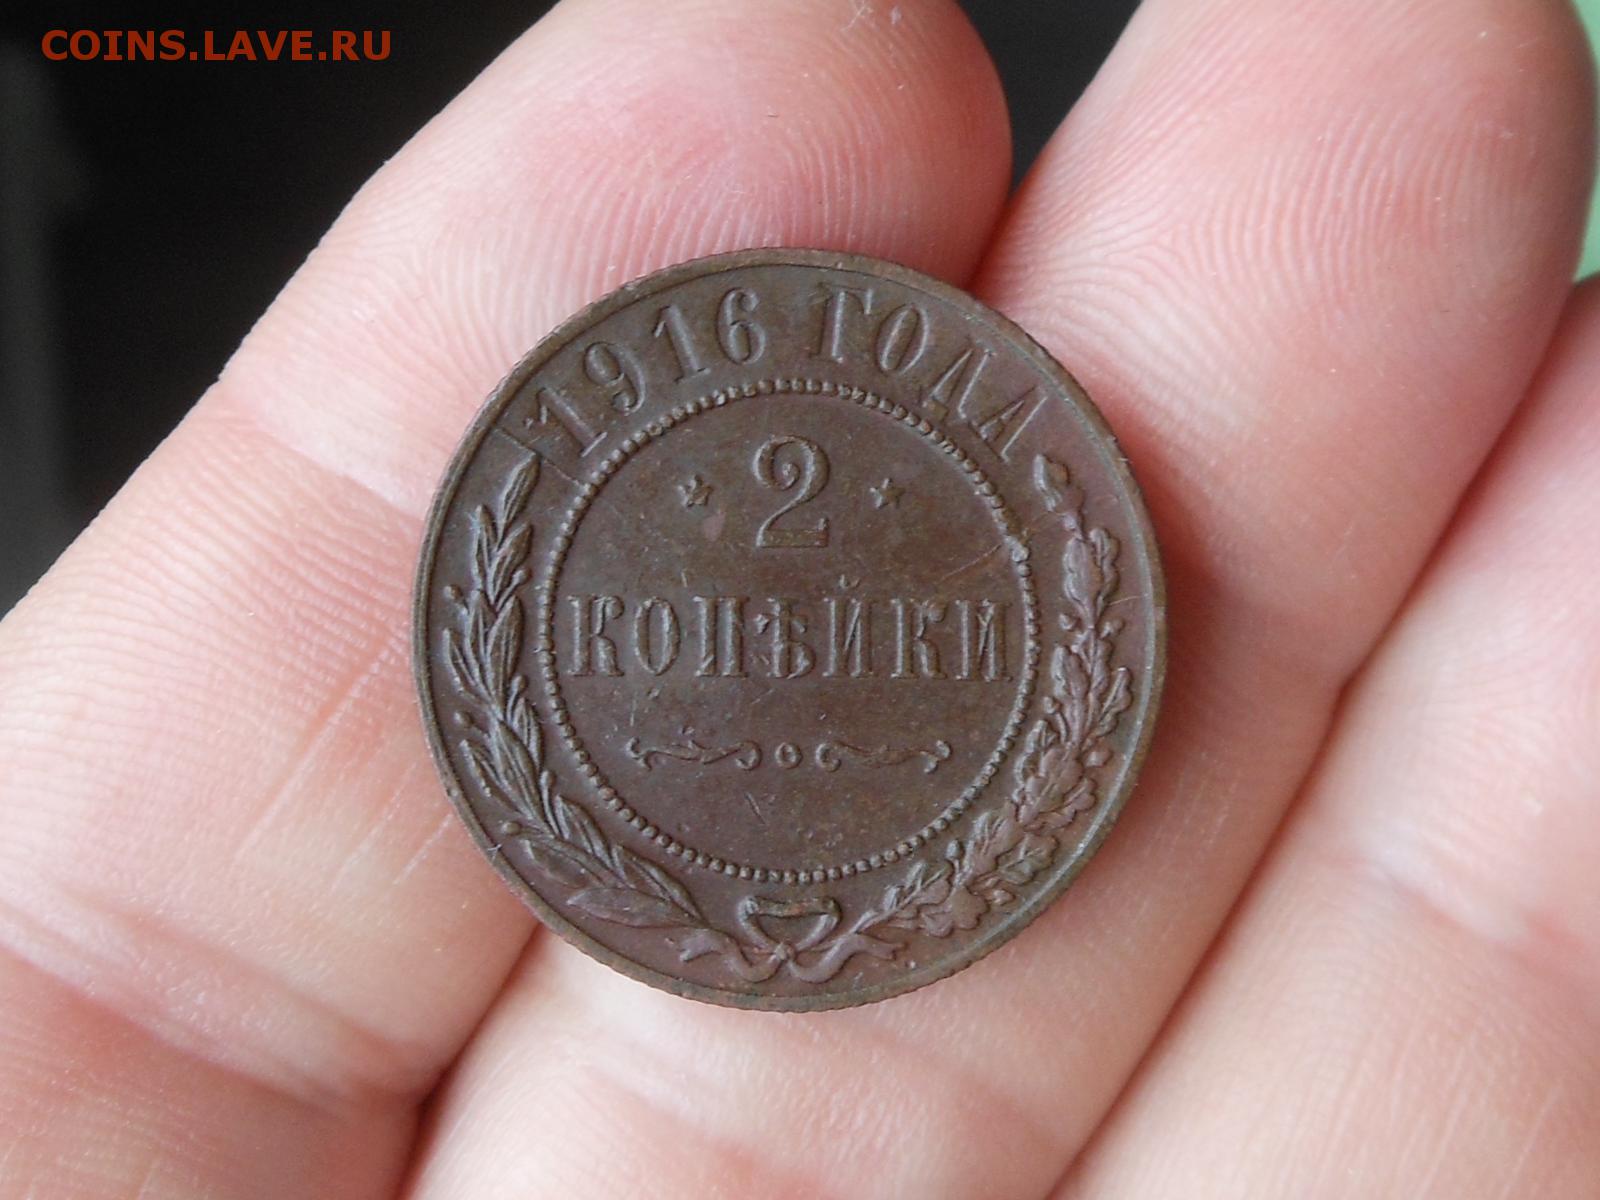 COINS.LAVE.RU
1916 ГОДА
2
КОПѢЙКИ